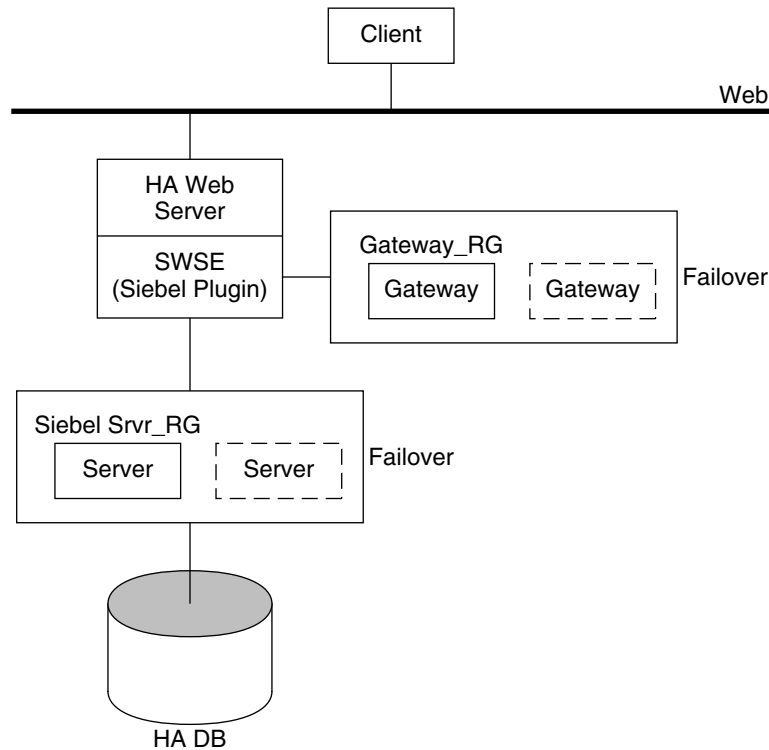 Client
Web
HA Web
Server
SWSE
(Siebel Plugin)
Gateway_RG
Gateway
Gateway
Failover
Siebel Srvr_RG
Server
Server
Failover
HA DB